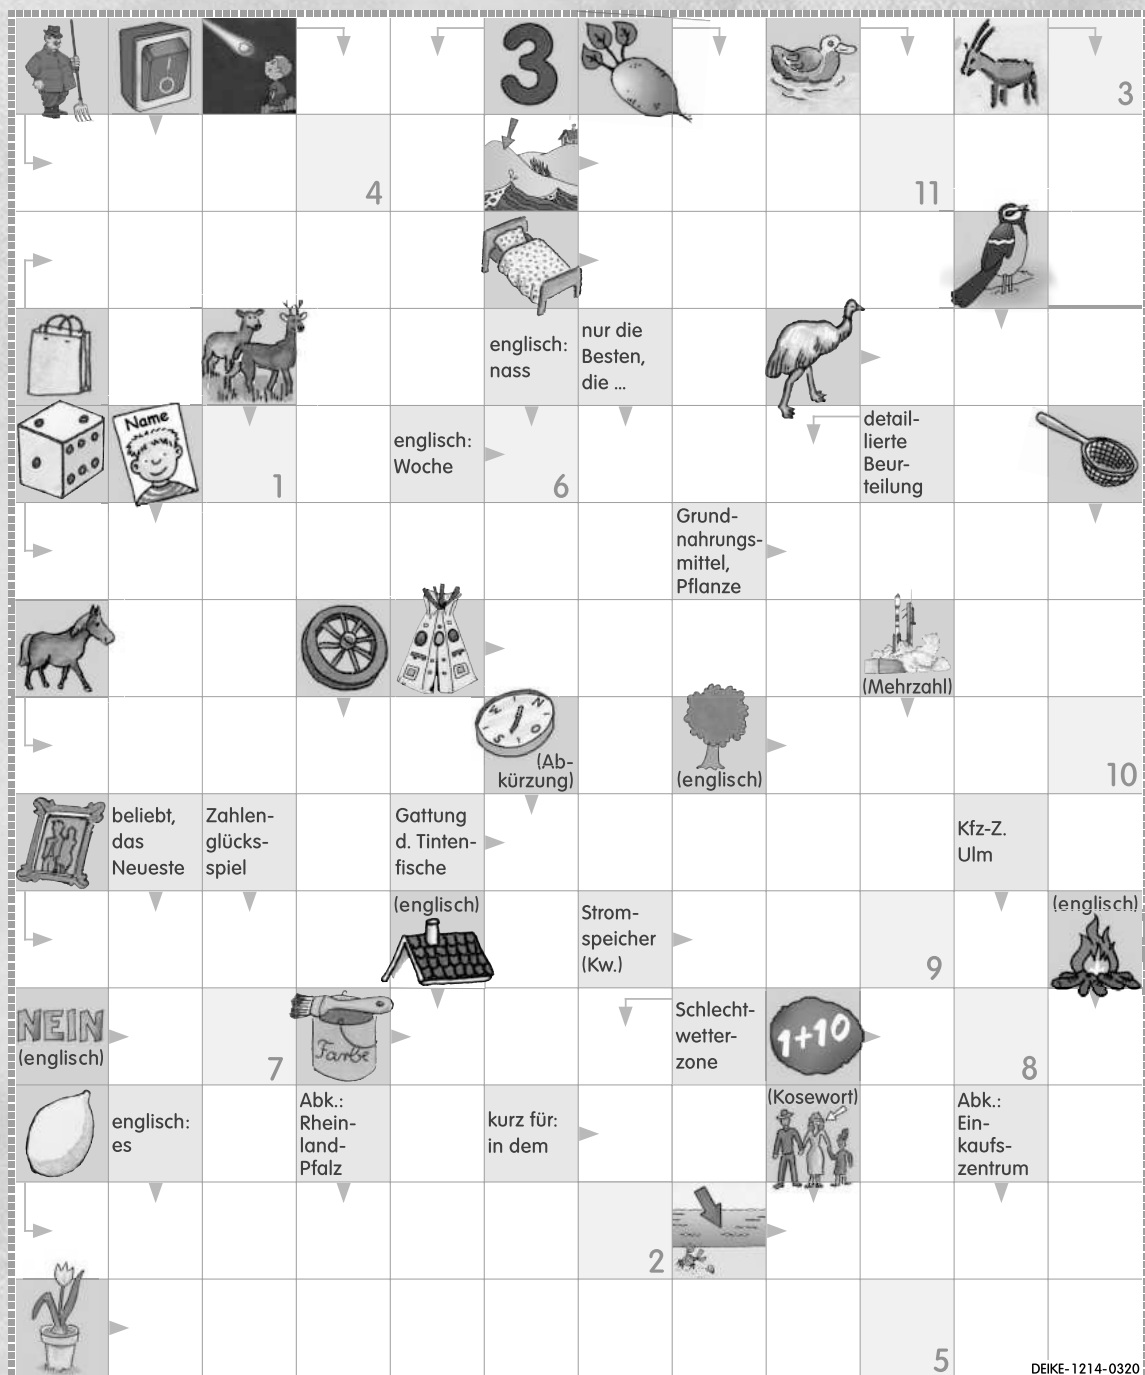 3
3
4
11
englisch:
nass
nur die
Besten,
die ...
Name
1
englisch:
Woche
6
detail-
lierte
Beur-
teilung
Grund-
nahrungs-
mittel,
Pflanze
(Mehrzahl)
N
O
S
W
(Ab-
kürzung)
(englisch)
10
beliebt,
das
Neueste
Zahlen-
glücks-
spiel
Gattung
d. Tinten-
fische
Kfz-Z.
Ulm
(englisch)
Strom-
speicher
(Kw.)
9
(englisch)
NEIN
(englisch)
7
Farbe
Schlecht-
wetter-
zone
1+10
8
englisch:
es
Abk.:
Rhein-
land-
Pfalz
kurz für:
in dem
(Kosewort)
Abk.:
Ein-
kaufs-
zentrum
2
5
DEIKE-1214-0320